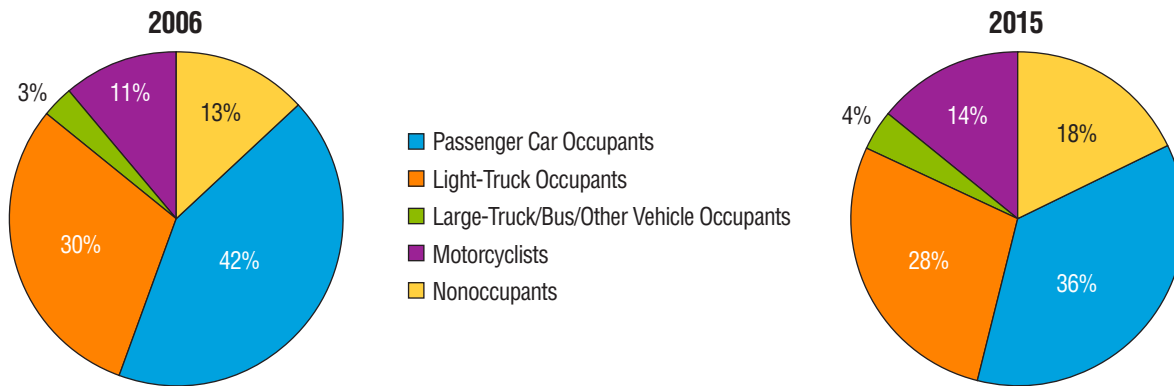 2006
3%
11%
13%
30%
42%
Passenger Car Occupants
Light-Truck Occupants
Large-Truck/Bus/Other Vehicle Occupants
Motorcyclists
Nonoccupants
2015
4%
14%
18%
28%
36%